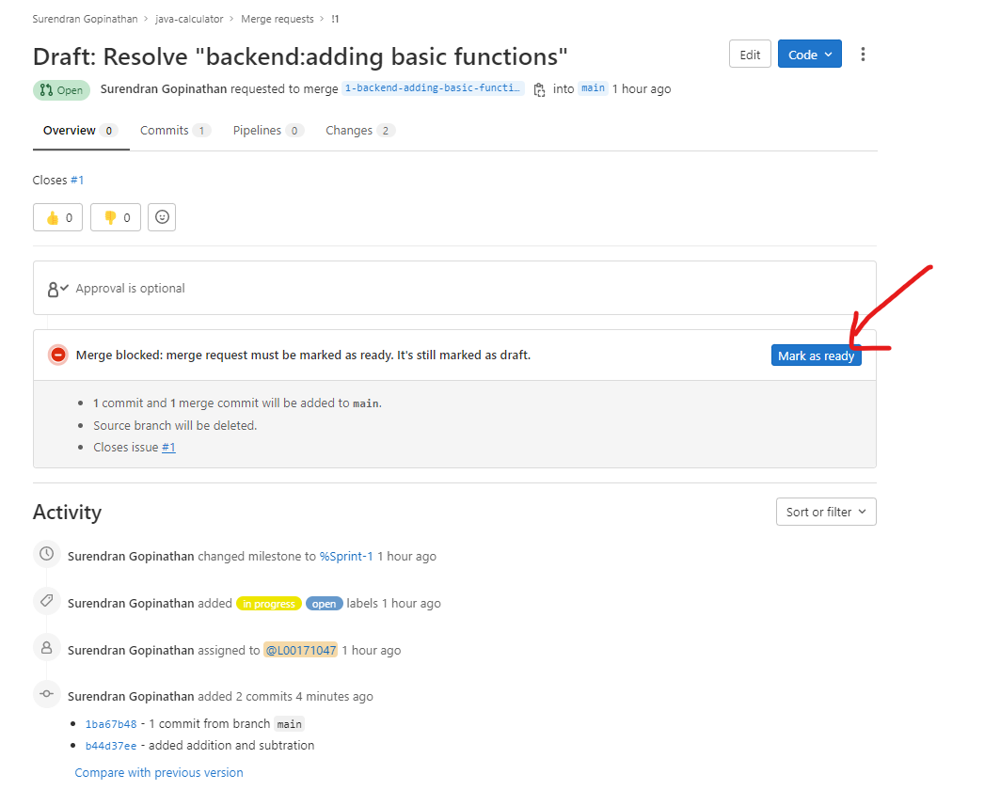 Surendran Gopinathan > java-calculator > Merge requests > !1
Draft: Resolve "backend:adding basic functions"
Edit
Code
Open Surendran Gopinathan requested to merge 1-backend-adding-basic-functi… into main 1 hour ago
Overview 0 Commits 1 Pipelines 0 Changes 2
Closes #1
0 0
Approval is optional
Merge blocked: merge request must be marked as ready. It's still marked as draft.
Mark as ready
• 1 commit and 1 merge commit will be added to main.
• Source branch will be deleted.
• Closes issue #1
Activity
Sort or filter
Surendran Gopinathan changed milestone to %Sprint-1 1 hour ago
Surendran Gopinathan added in progress open labels 1 hour ago
Surendran Gopinathan assigned to @L00171047 1 hour ago
Surendran Gopinathan added 2 commits 4 minutes ago
• 1ba67b48 - 1 commit from branch main
• b44d37ee - added addition and subtration
Compare with previous version